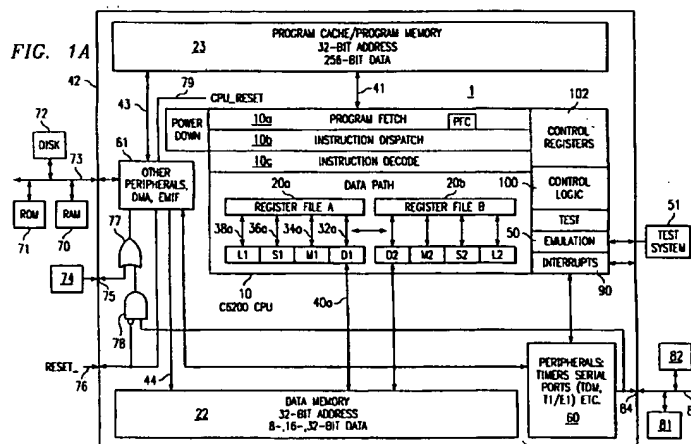 FIG. 1A
42
23
PROGRAM CACHE/PROGRAM MEMORY
32-BIT ADDRESS
256-BIT DATA
79
CPU_RESET
43
41
1
102
72
DISK
73
ROM
71
RAM
70
61
OTHER
PERIPHERALS,
DMA, EMIF
POWER
DOWN
10a
PROGRAM FETCH
PFC
10b
INSTRUCTION DISPATCH
10c
INSTRUCTION DECODE
CONTROL
REGISTERS
20a
DATA PATH
20b
100
CONTROL
LOGIC
REGISTER FILE A
REGISTER FILE B
TEST
50
EMULATION
INTERRUPTS
90
51
TEST
SYSTEM
38a
36a
34a
32a
L1
S1
M1
D1
D2
M2
S2
L2
10
C6200 CPU
40a
77
74
75
78
RESET_
76
44
22
DATA MEMORY
32-BIT ADDRESS
8-,16-,32-BIT DATA
PERIPHERALS:
TIMERS SERIAL
PORTS (TDM,
T1/E1) ETC.
60
84
82
81